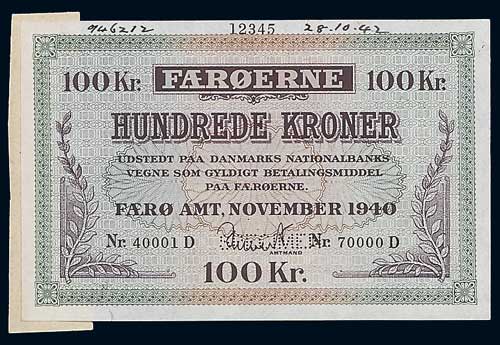 946212 12345 28.10.42
100 Kr. FÆRØERNE 100 Kr.
HUNDREDE KRONER
UDSTEDT PAA DANMARKS NATIONALBANKS
VEGNE SOM GYLDIGT BETALINGSMIDDEL
PAA FÆRØERNE.
FÆRØ AMT, NOVEMBER 1940
Nr. 40001 D Nr. 70000 D
AMTMAND
100 Kr.